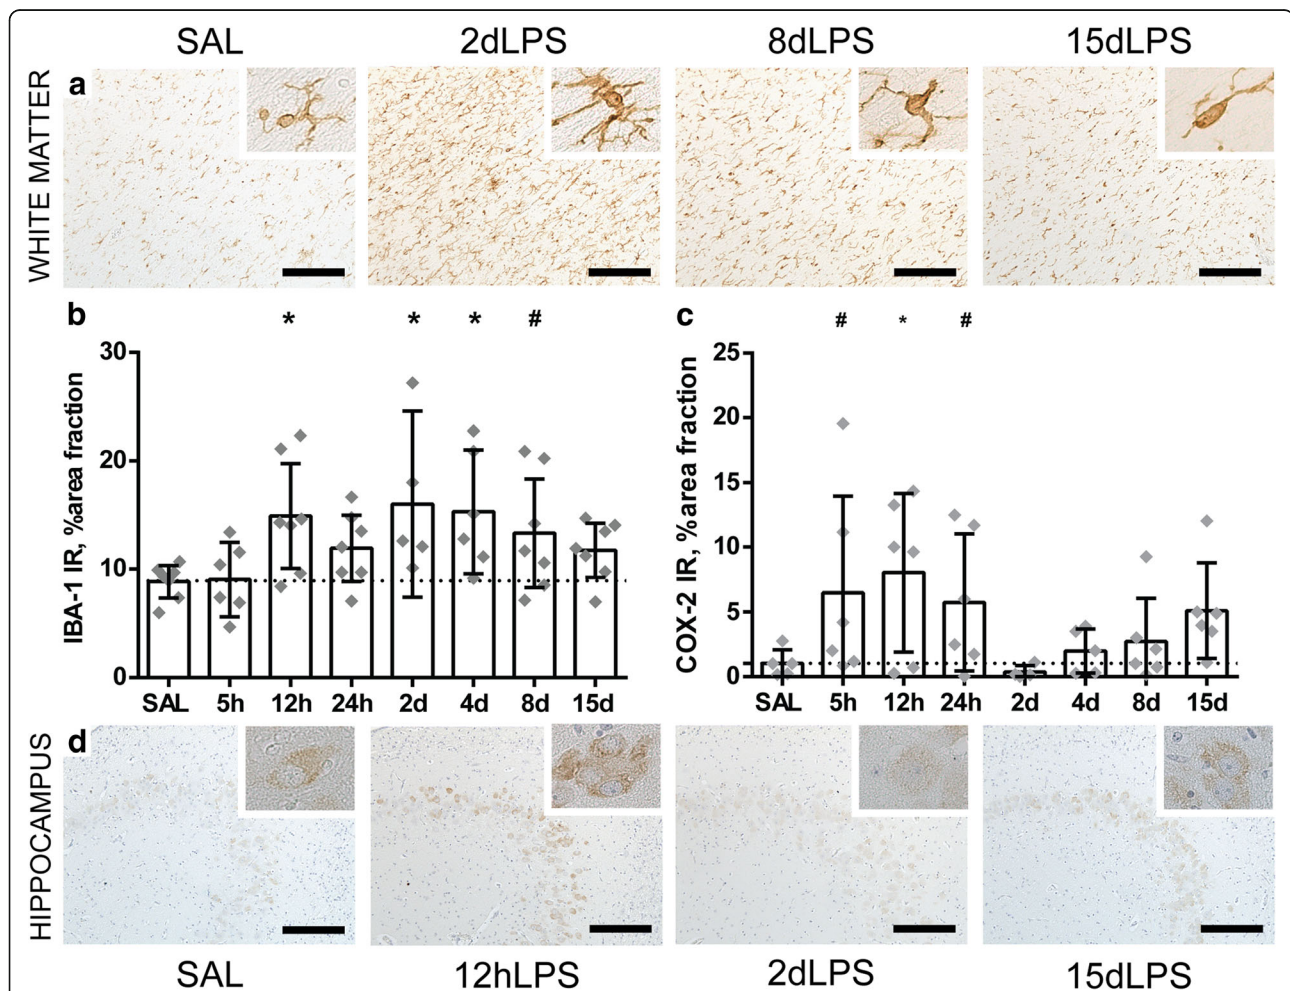 SAL 2dLPS 8dLPS 15dLPS
a
WHITE MATTER
b
* * * #
IBA-1 IR, %area fraction
30
20
10
0
SAL 5h 12h 24h 2d 4d 8d 15d
c
# * #
COX-2 IR, %area fraction
25
20
15
10
5
1
0
SAL 5h 12h 24h 2d 4d 8d 15d
d
HIPPOCAMPUS
SAL 12hLPS 2dLPS 15dLPS